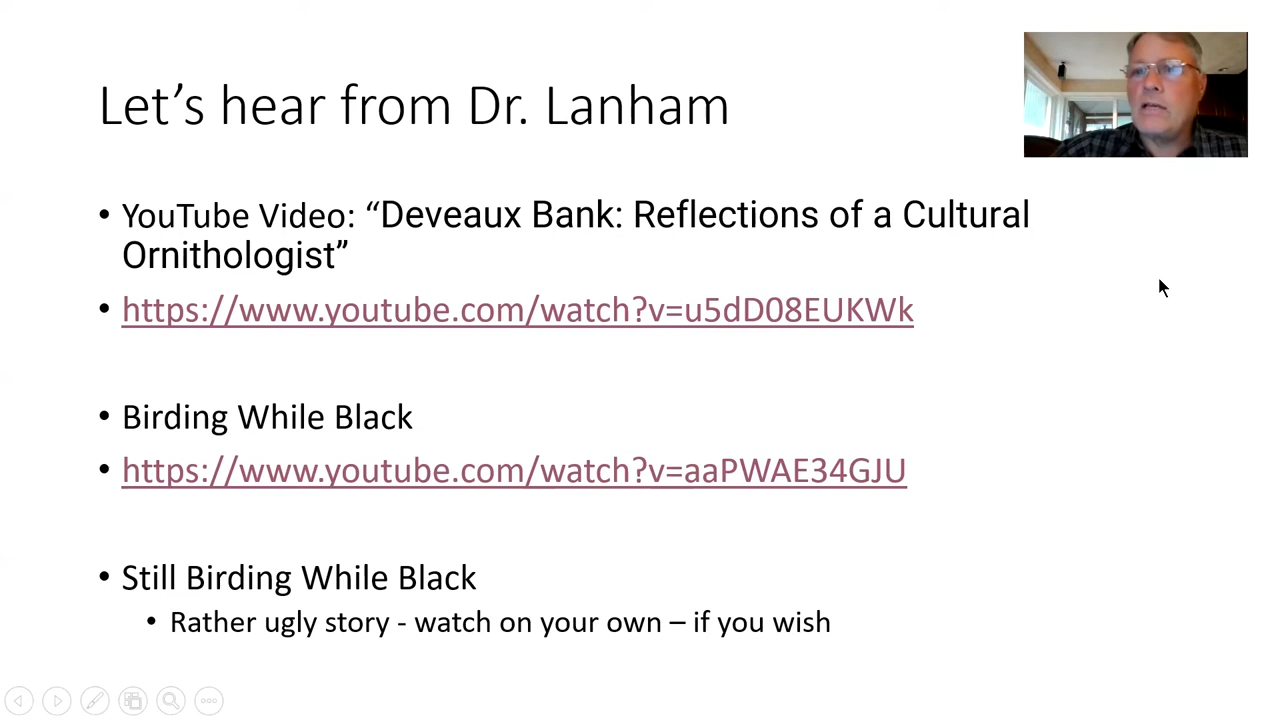 Let’s hear from Dr. Lanham
• YouTube Video: “Deveaux Bank: Reflections of a Cultural
Ornithologist”
• https://www.youtube.com/watch?v=u5dD08EUKWk
• Birding While Black
• https://www.youtube.com/watch?v=aaPWAE34GJU
• Still Birding While Black
• Rather ugly story - watch on your own – if you wish